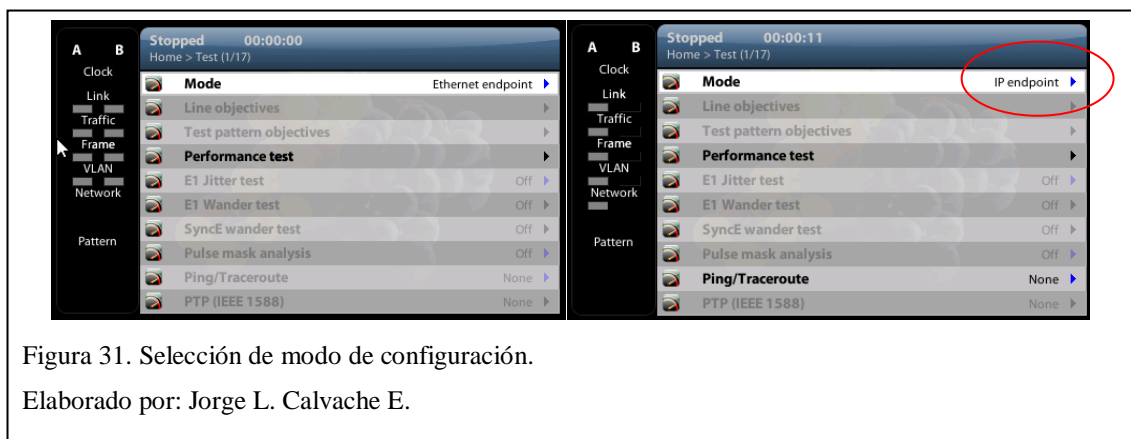 A B
Clock
Link
Traffic
Frame
VLAN
Network
Pattern
Stopped 00:00:00
Home > Test (1/17)
Mode Ethernet endpoint
Line objectives
Test pattern objectives
Performance test
E1 Jitter test Off
E1 Wander test Off
SyncE wander test Off
Pulse mask analysis Off
Ping/Traceroute None
PTP (IEEE 1588) None
A B
Clock
Link
Traffic
Frame
VLAN
Network
Pattern
Stopped 00:00:11
Home > Test (1/17)
Mode IP endpoint
Line objectives
Test pattern objectives
Performance test
E1 Jitter test Off
E1 Wander test Off
SyncE wander test Off
Pulse mask analysis Off
Ping/Traceroute None
PTP (IEEE 1588) None
Figura 31. Selección de modo de configuración.
Elaborado por: Jorge L. Calvache E.